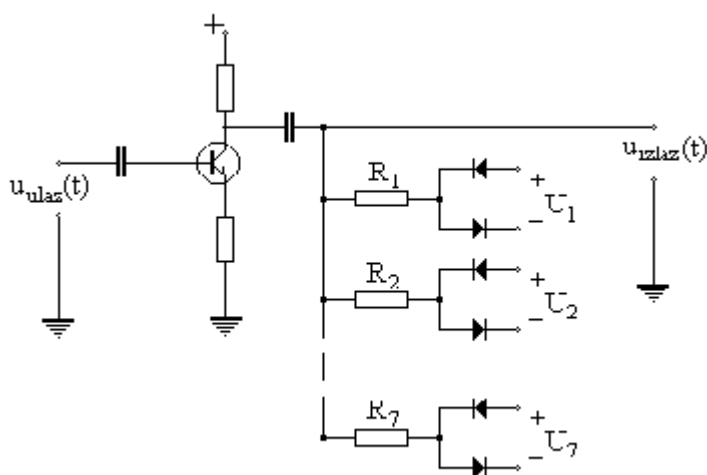 +
u_ulaz(t)
u_izlaz(t)
R_1
+
− U_1
R_2
+
− U_2
R_7
+
− U_7